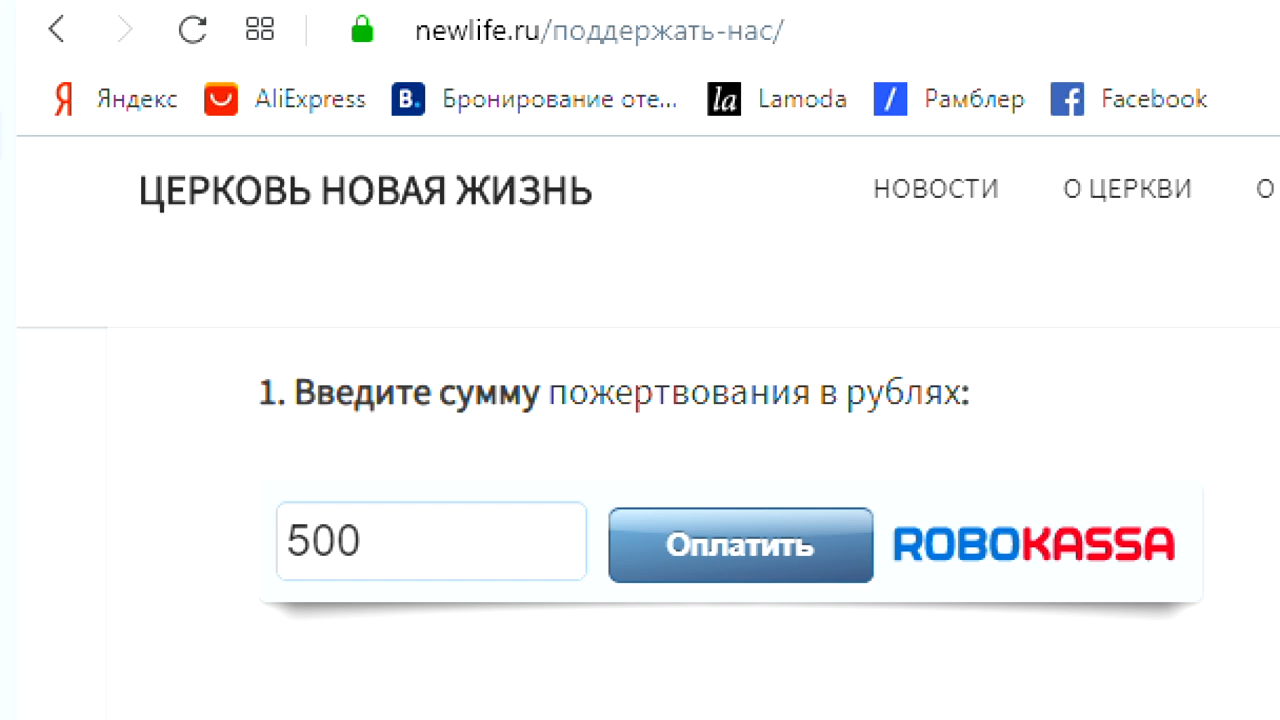 newlife.ru/поддержать-нас/
Я Яндекс AliExpress B. Бронирование оте... la Lamoda / Рамблер f Facebook
ЦЕРКОВЬ НОВАЯ ЖИЗНЬ НОВОСТИ О ЦЕРКВИ О
1. Введите сумму пожертвования в рублях:
500 Оплатить ROBOKASSA